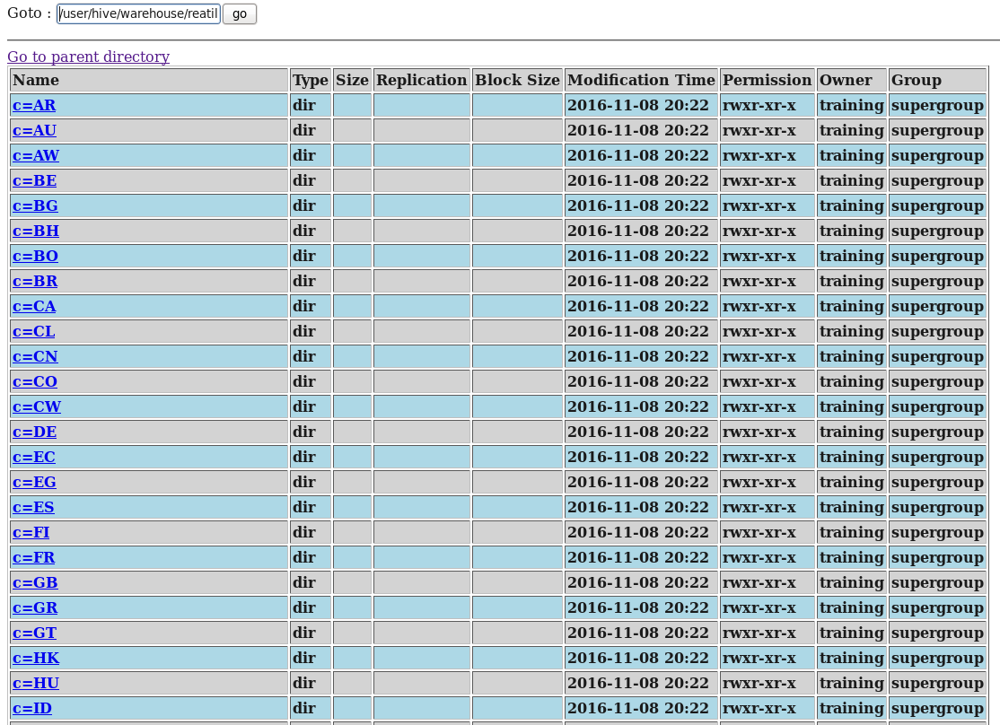 Goto : /user/hive/warehouse/reatil go
Go to parent directory
Name Type Size Replication Block Size Modification Time Permission Owner Group
c=AR dir 2016-11-08 20:22 rwxr-xr-x training supergroup
c=AU dir 2016-11-08 20:22 rwxr-xr-x training supergroup
c=AW dir 2016-11-08 20:22 rwxr-xr-x training supergroup
c=BE dir 2016-11-08 20:22 rwxr-xr-x training supergroup
c=BG dir 2016-11-08 20:22 rwxr-xr-x training supergroup
c=BH dir 2016-11-08 20:22 rwxr-xr-x training supergroup
c=BO dir 2016-11-08 20:22 rwxr-xr-x training supergroup
c=BR dir 2016-11-08 20:22 rwxr-xr-x training supergroup
c=CA dir 2016-11-08 20:22 rwxr-xr-x training supergroup
c=CL dir 2016-11-08 20:22 rwxr-xr-x training supergroup
c=CN dir 2016-11-08 20:22 rwxr-xr-x training supergroup
c=CO dir 2016-11-08 20:22 rwxr-xr-x training supergroup
c=CW dir 2016-11-08 20:22 rwxr-xr-x training supergroup
c=DE dir 2016-11-08 20:22 rwxr-xr-x training supergroup
c=EC dir 2016-11-08 20:22 rwxr-xr-x training supergroup
c=EG dir 2016-11-08 20:22 rwxr-xr-x training supergroup
c=ES dir 2016-11-08 20:22 rwxr-xr-x training supergroup
c=FI dir 2016-11-08 20:22 rwxr-xr-x training supergroup
c=FR dir 2016-11-08 20:22 rwxr-xr-x training supergroup
c=GB dir 2016-11-08 20:22 rwxr-xr-x training supergroup
c=GR dir 2016-11-08 20:22 rwxr-xr-x training supergroup
c=GT dir 2016-11-08 20:22 rwxr-xr-x training supergroup
c=HK dir 2016-11-08 20:22 rwxr-xr-x training supergroup
c=HU dir 2016-11-08 20:22 rwxr-xr-x training supergroup
c=ID dir 2016-11-08 20:22 rwxr-xr-x training supergroup